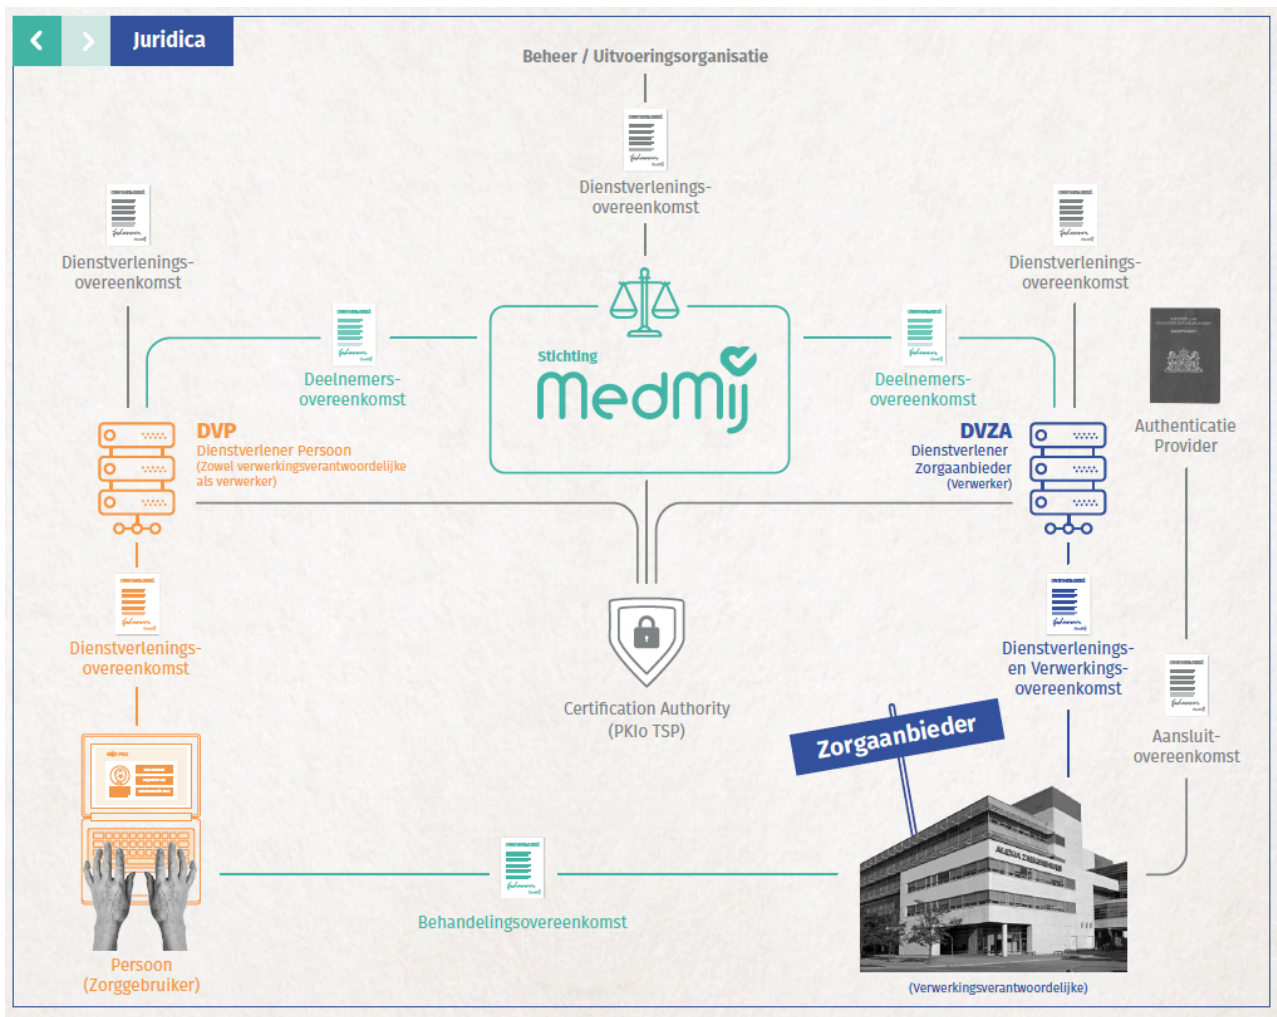 Juridica
Beheer / Uitvoeringsorganisatie
Dienstverlenings-
overeenkomst
Dienstverlenings-
overeenkomst
Dienstverlenings-
overeenkomst
Deelnemers-
overeenkomst
Stichting
MedMij
Deelnemers-
overeenkomst
Authenticatie
Provider
DVP
Dienstverlener Persoon
(Zowel verwerkingsverantwoordelijke
als verwerker)
DVZA
Dienstverlener
Zorgaanbieder
(Verwerker)
Dienstverlenings-
overeenkomst
Dienstverlenings-
en Verwerkings-
overeenkomst
Certification Authority
(PKIo TSP)
Zorgaanbieder
Aansluit-
overeenkomst
Behandelingsovereenkomst
Persoon
(Zorggebruiker)
(Verwerkingsverantwoordelijke)